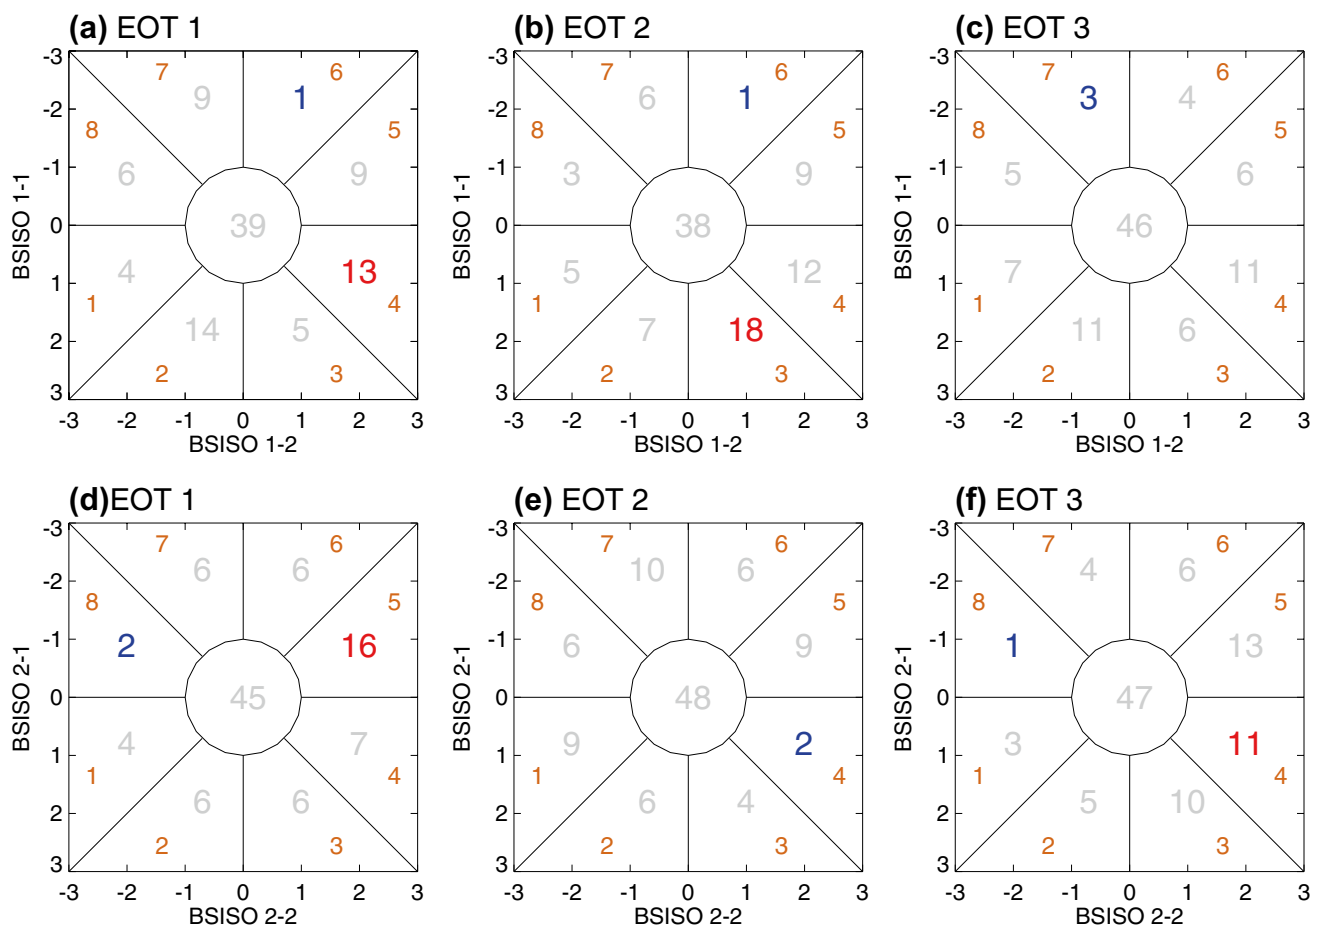 (a) EOT 1
(b) EOT 2
(c) EOT 3
-3 7 6 -3 7 6 -3 7 6
-2 9 1 -2 6 1 -2 3 4
8 5 8 5 8 5
-1 6 9 -1 3 9 -1 5 6
0 39 0 38 0 46
1 4 13 1 5 12 1 7 11
1 4 1 4 1 4
2 14 5 2 7 18 2 11 6
2 3 2 3 2 3
3 3 3
-3 -2 -1 0 1 2 3 -3 -2 -1 0 1 2 3 -3 -2 -1 0 1 2 3
BSISO 1-1
BSISO 1-1
BSISO 1-1
BSISO 1-2
BSISO 1-2
BSISO 1-2
(d)EOT 1
(e) EOT 2
(f) EOT 3
-3 7 6 -3 7 6 -3 7 6
-2 6 6 -2 10 6 -2 4 6
8 5 8 5 8 5
-1 2 16 -1 6 9 -1 1 13
0 45 0 48 0 47
1 4 7 1 9 2 1 3 11
1 4 1 4 1 4
2 6 6 2 6 4 2 5 10
2 3 2 3 2 3
3 3 3
-3 -2 -1 0 1 2 3 -3 -2 -1 0 1 2 3 -3 -2 -1 0 1 2 3
BSISO 2-1
BSISO 2-1
BSISO 2-1
BSISO 2-2
BSISO 2-2
BSISO 2-2